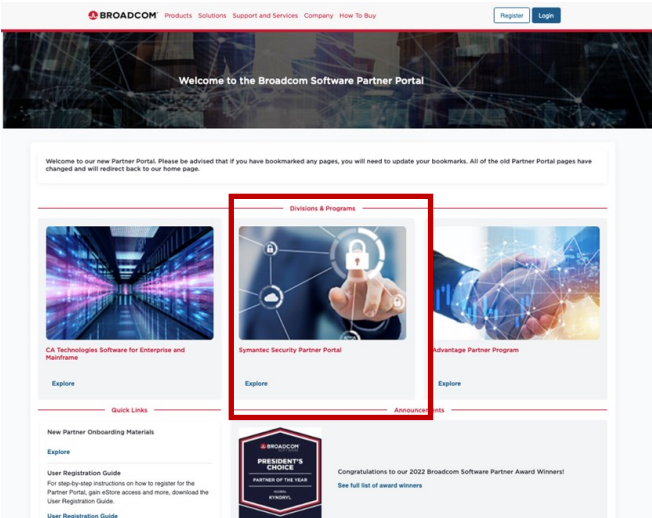 BROADCOM® Products Solutions Support and Services Company How To Buy Register Login
Welcome to the Broadcom Software Partner Portal
Welcome to our new Partner Portal. Please be advised that if you have bookmarked any pages, you will need to update your bookmarks. All of the old Partner Portal pages have
changed and will redirect back to our home page.
Divisions & Programs
CA Technologies Software for Enterprise and
Mainframe
Explore
Symantec Security Partner Portal
Explore
Advantage Partner Program
Explore
Quick Links
New Partner Onboarding Materials
Explore
User Registration Guide
For step-by-step instructions on how to register for the
Partner Portal, gain eStore access and more, download the
User Registration Guide.
User Registration Guide
Announcements
BROADCOM
SOFTWARE
PRESIDENT'S
CHOICE
PARTNER OF THE YEAR
GLOBAL
KYNDRYL
Congratulations to our 2022 Broadcom Software Partner Award Winners!
See full list of award winners